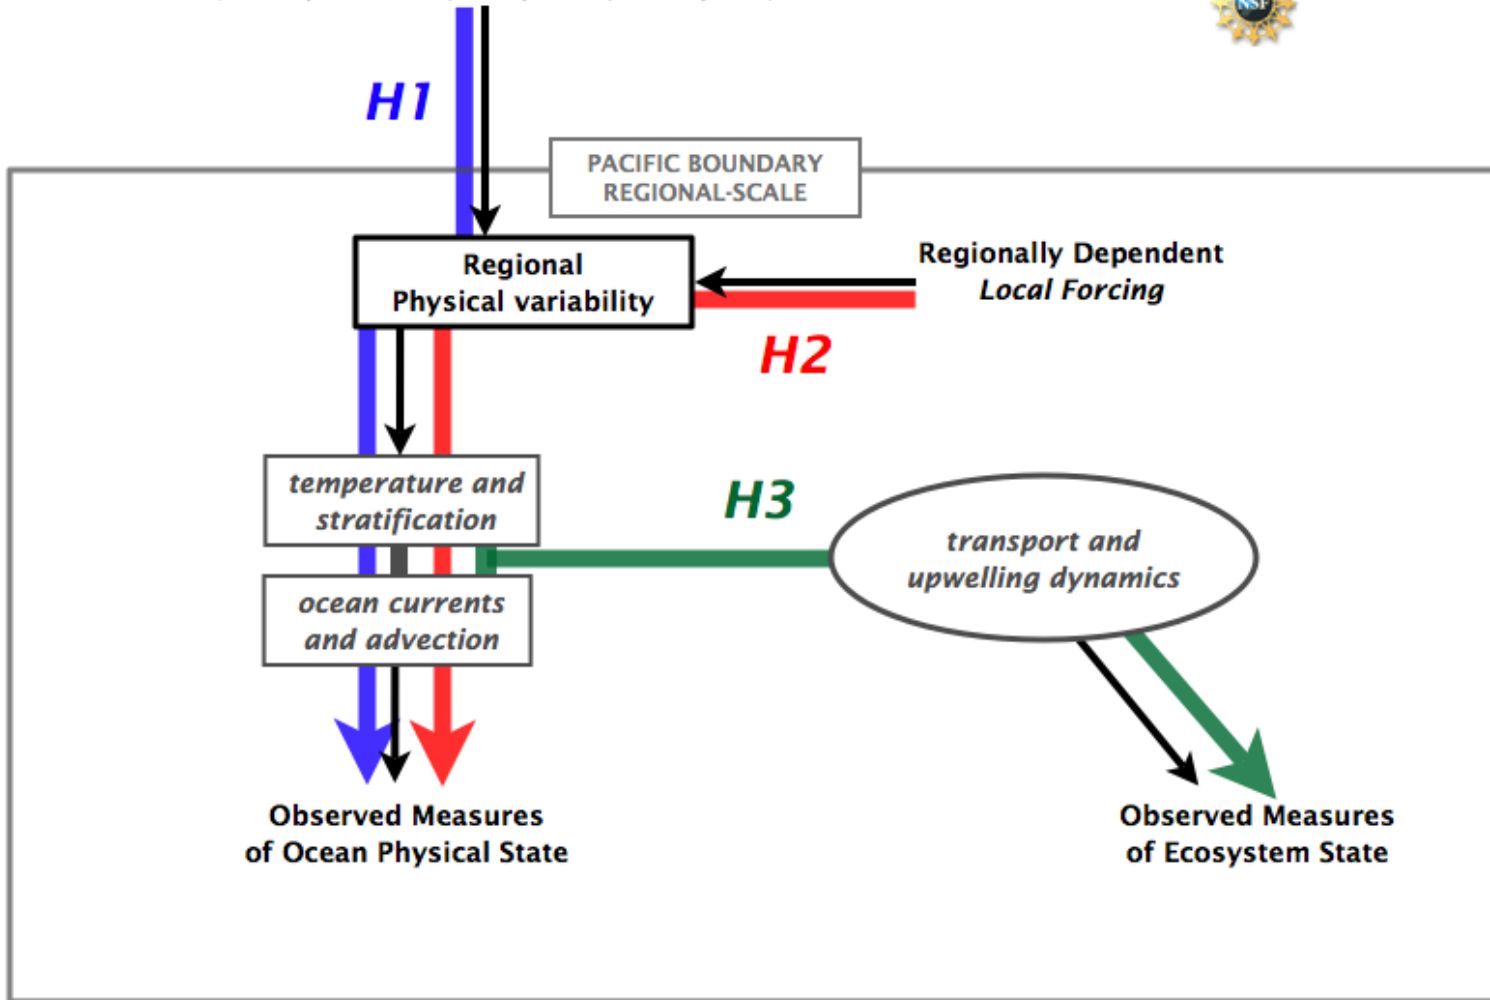 NSF
H1
PACIFIC BOUNDARY
REGIONAL-SCALE
Regional
Physical variability
Regionally Dependent
Local Forcing
H2
temperature and
stratification
H3
transport and
upwelling dynamics
ocean currents
and advection
Observed Measures
of Ocean Physical State
Observed Measures
of Ecosystem State